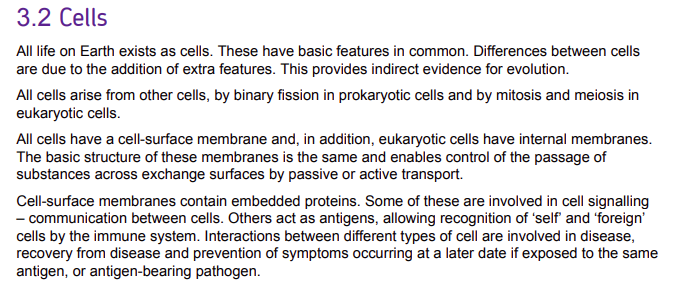 3.2 Cells
All life on Earth exists as cells. These have basic features in common. Differences between cells
are due to the addition of extra features. This provides indirect evidence for evolution.
All cells arise from other cells, by binary fission in prokaryotic cells and by mitosis and meiosis in
eukaryotic cells.
All cells have a cell-surface membrane and, in addition, eukaryotic cells have internal membranes.
The basic structure of these membranes is the same and enables control of the passage of
substances across exchange surfaces by passive or active transport.
Cell-surface membranes contain embedded proteins. Some of these are involved in cell signalling
– communication between cells. Others act as antigens, allowing recognition of ‘self’ and ‘foreign’
cells by the immune system. Interactions between different types of cell are involved in disease,
recovery from disease and prevention of symptoms occurring at a later date if exposed to the same
antigen, or antigen-bearing pathogen.